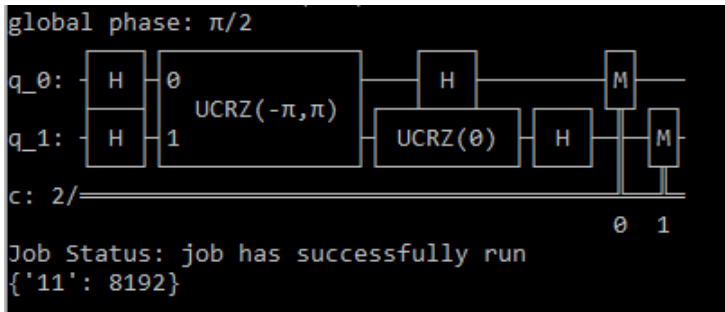 global phase: π/2
q_0: H 0 H M
UCRZ(-π,π)
q_1: H 1 UCRZ(0) H M
c: 2/
0 1
Job Status: job has successfully run
{'11': 8192}